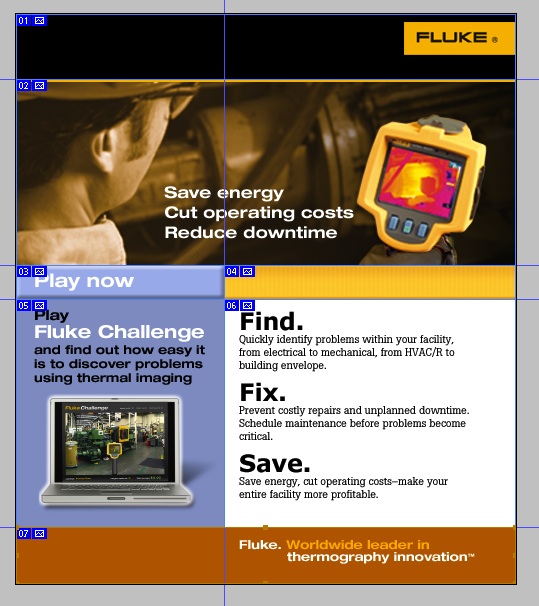 01
FLUKE ®
02
Save energy
Cut operating costs
Reduce downtime
03
Play now
04
05
Play
Fluke Challenge
and find out how easy it
is to discover problems
using thermal imaging
FlukeChallenge
06
Find.
Quickly identify problems within your facility,
from electrical to mechanical, from HVAC/R to
building envelope.
Fix.
Prevent costly repairs and unplanned downtime.
Schedule maintenance before problems become
critical.
Save.
Save energy, cut operating costs—make your
entire facility more profitable.
07
Fluke. Worldwide leader in
thermography innovation™